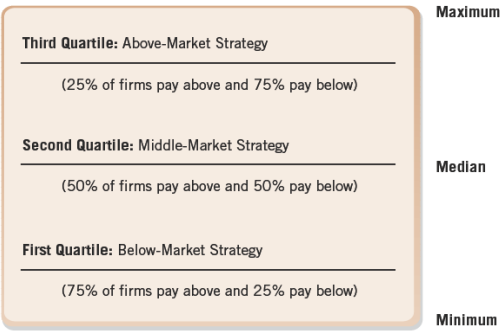 Maximum
Third Quartile: Above-Market Strategy
(25% of firms pay above and 75% pay below)
Second Quartile: Middle-Market Strategy
Median
(50% of firms pay above and 50% pay below)
First Quartile: Below-Market Strategy
(75% of firms pay above and 25% pay below)
Minimum